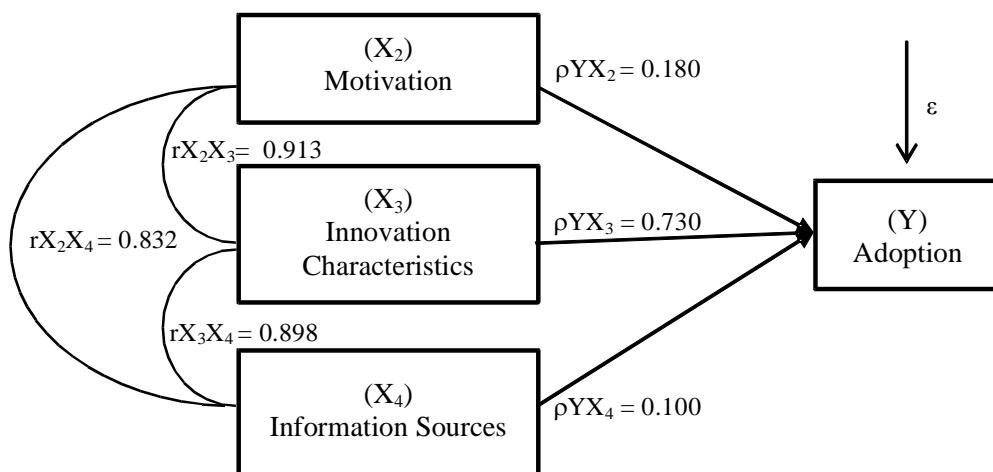 (X₂)
Motivation
ρYX₂ = 0.180
ε
rX₂X₃ = 0.913
(X₃)
Innovation
Characteristics
ρYX₃ = 0.730
(Y)
Adoption
rX₂X₄ = 0.832
rX₃X₄ = 0.898
(X₄)
Information Sources
ρYX₄ = 0.100